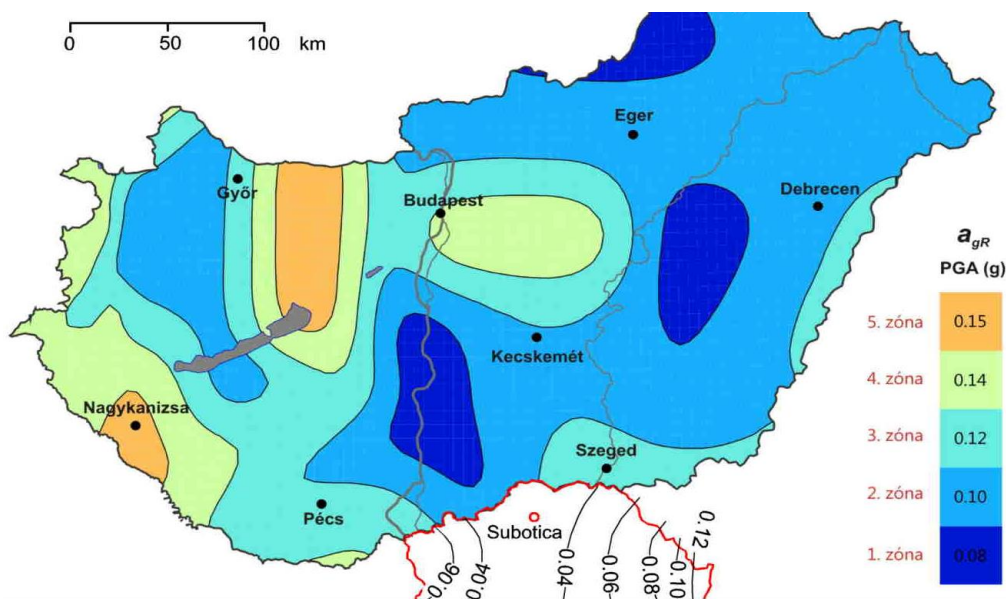 0 50 100 km
Eger
Győr
Debrecen
Budapest
a_gR
PGA (g)
5. zóna 0.15
Kecskemét
4. zóna 0.14
Nagykanizsa
3. zóna 0.12
Szeged
2. zóna 0.10
Pécs
Subotica
1. zóna 0.08
0.06
0.04
0.04
0.06
0.08
0.10
0.12